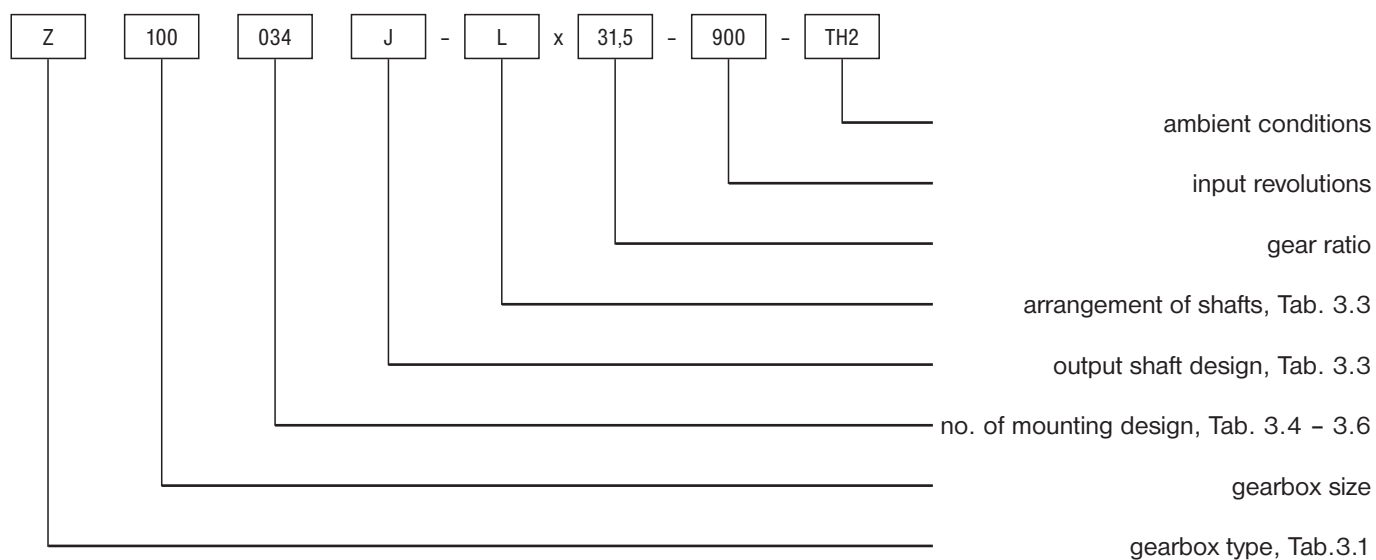 Z 100 034 J – L x 31,5 – 900 – TH2
ambient conditions
input revolutions
gear ratio
arrangement of shafts, Tab. 3.3
output shaft design, Tab. 3.3
no. of mounting design, Tab. 3.4 – 3.6
gearbox size
gearbox type, Tab.3.1